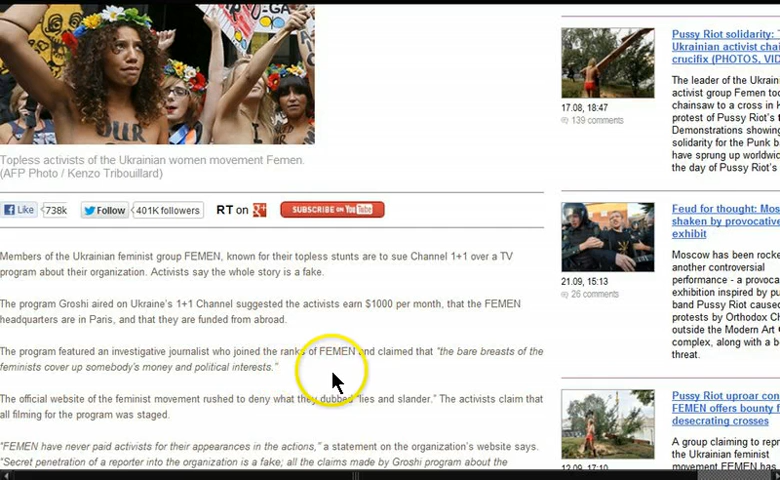 OUR
Topless activists of the Ukrainian women movement Femen.
(AFP Photo / Kenzo Tribouillard)
Like 738k Follow 401K followers RT on g+ SUBSCRIBE ON YouTube
Members of the Ukrainian feminist group FEMEN, known for their topless stunts are to sue Channel 1+1 over a TV
program about their organization. Activists say the whole story is a fake.
The program Groshi aired on Ukraine's 1+1 Channel suggested the activists earn $1000 per month, that the FEMEN
headquarters are in Paris, and that they are funded from abroad.
The program featured an investigative journalist who joined the ranks of FEMEN and claimed that "the bare breasts of the
feminists cover up somebody's money and political interests."
The official website of the feminist movement rushed to deny what they dubbed "lies and slander." The activists claim that
all filming for the program was staged.
"FEMEN have never paid activists for their appearances in the actions," a statement on the organization's website says.
"Secret penetration of a reporter into the organization is a fake; all the claims made by Groshi program about the
Pussy Riot solidarity:
Ukrainian activist chai
crucifix (PHOTOS, VID
17.08, 18:47
139 comments
The leader of the Ukrain
activist group Femen too
chainsaw to a cross in K
protest of Pussy Riot's t
Demonstrations showing
solidarity for the Punk b
have sprung up worldwid
the day of Pussy Riot's
Feud for thought: Mos
shaken by provocative
exhibit
21.09, 15:13
26 comments
Moscow has been rocke
another controversial
performance - a provoca
exhibition inspired by pu
band Pussy Riot caused
protests by Orthodox Ch
outside the Modern Art
complex, along with a b
threat.
Pussy Riot uproar con
FEMEN offers bounty f
desecrating crosses
12.09, 17:10
A group claiming to repr
the Ukrainian feminist
movement FEMEN has